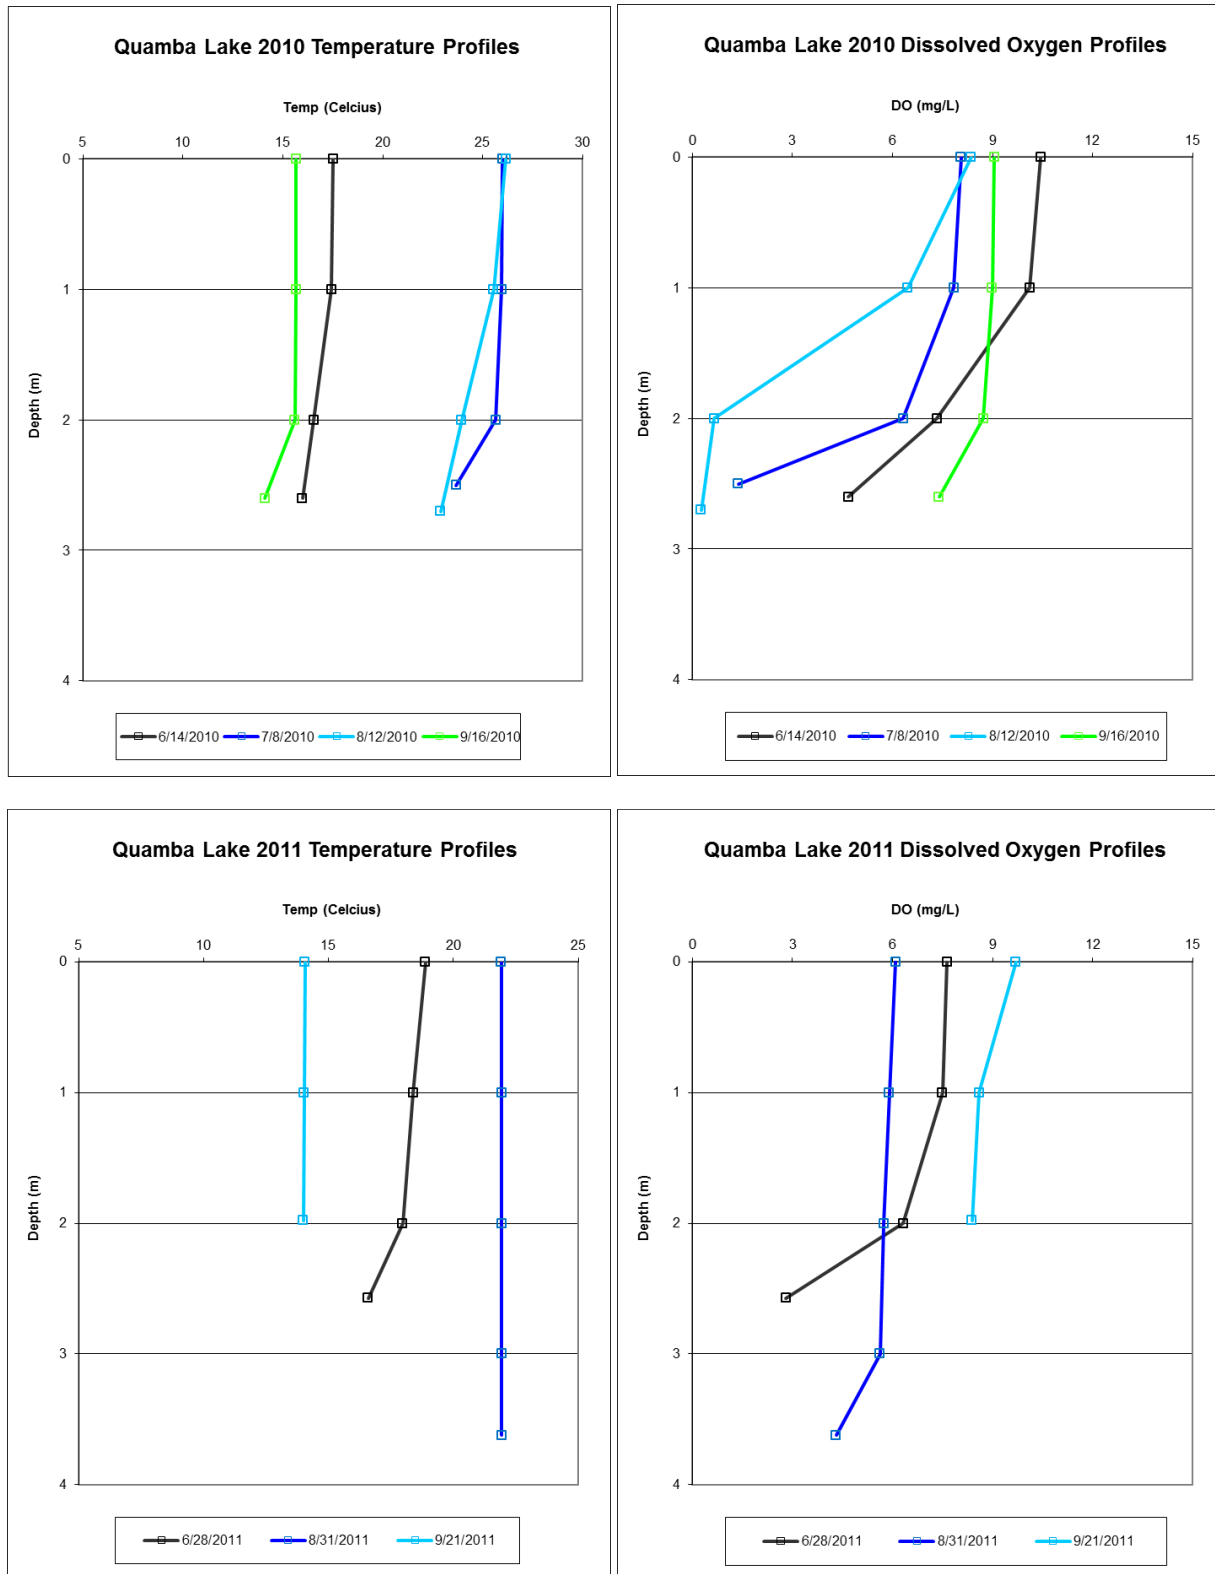 Quamba Lake 2010 Temperature Profiles
Temp (Celcius)
5 10 15 20 25 30
0
1
2
3
4
Depth (m)
6/14/2010 7/8/2010 8/12/2010 9/16/2010
Quamba Lake 2010 Dissolved Oxygen Profiles
DO (mg/L)
0 3 6 9 12 15
0
1
2
3
4
Depth (m)
6/14/2010 7/8/2010 8/12/2010 9/16/2010
Quamba Lake 2011 Temperature Profiles
Temp (Celcius)
5 10 15 20 25
0
1
2
3
4
Depth (m)
6/28/2011 8/31/2011 9/21/2011
Quamba Lake 2011 Dissolved Oxygen Profiles
DO (mg/L)
0 3 6 9 12 15
0
1
2
3
4
Depth (m)
6/28/2011 8/31/2011 9/21/2011